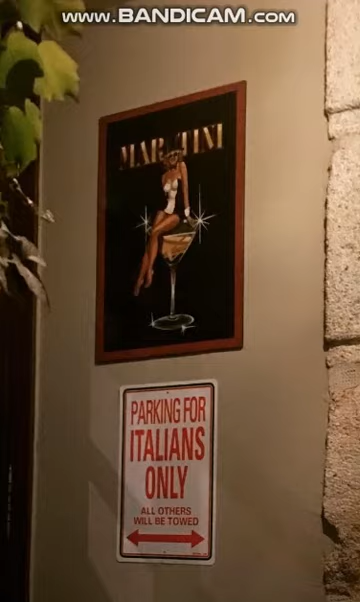 www.BANDICAM.com
MARTINI
PARKING FOR
ITALIANS
ONLY
ALL OTHERS
WILL BE TOWED